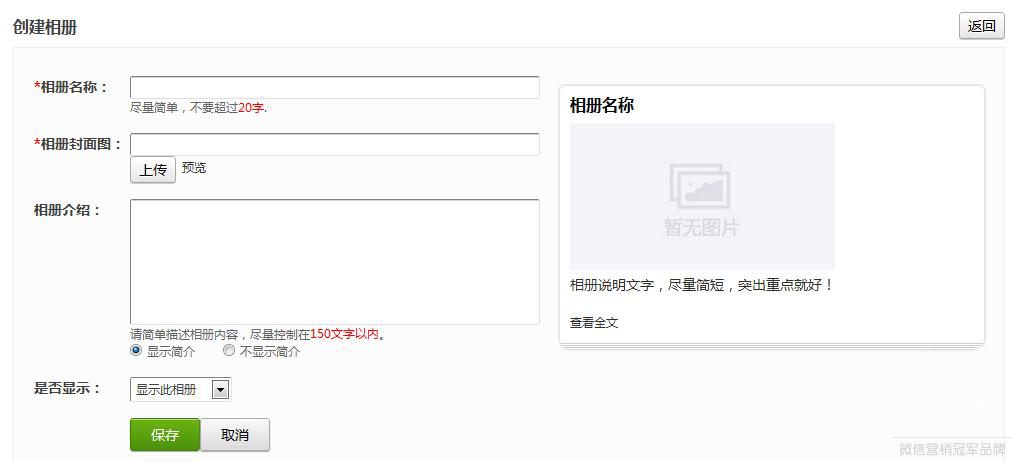 创建相册
返回
*相册名称：
尽量简单，不要超过20字.
*相册封面图：
上传 预览
相册介绍：
请简单描述相册内容，尽量控制在150文字以内。
显示简介 不显示简介
是否显示：
显示此相册
保存 取消
相册名称
暂无图片
相册说明文字，尽量简短，突出重点就好！
查看全文
微信营销冠军品牌